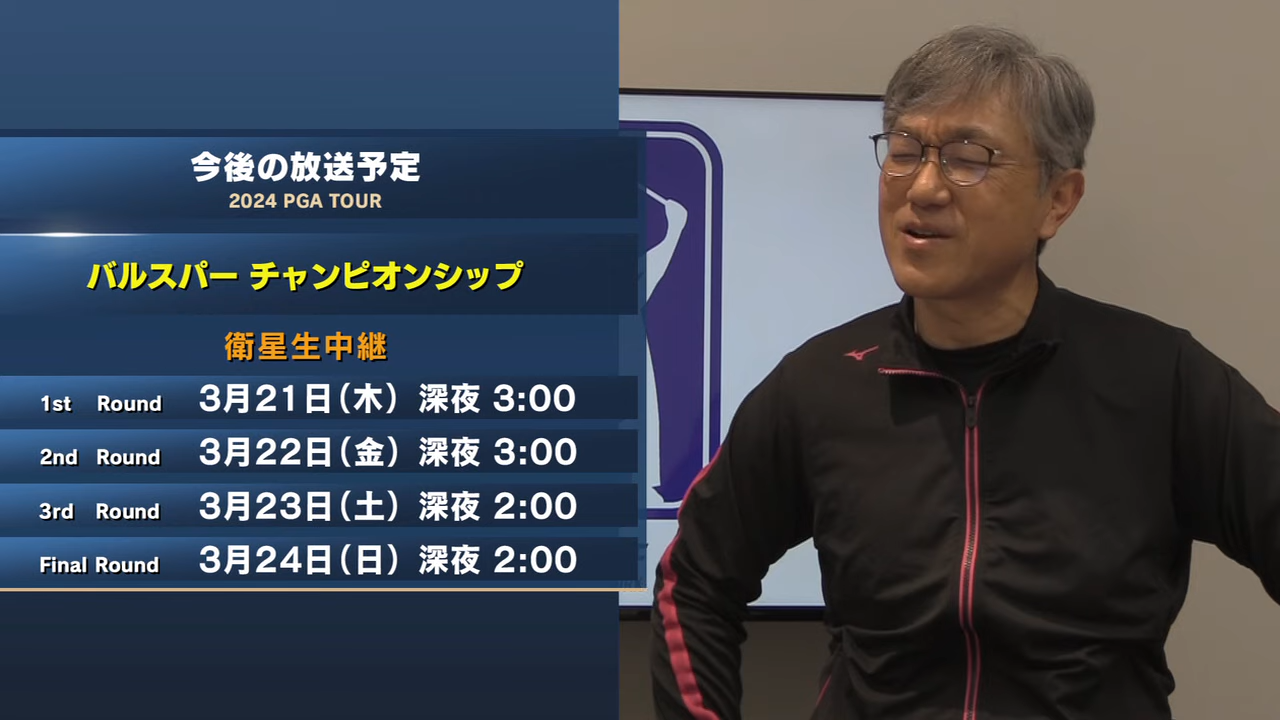 今後の放送予定
2024 PGA TOUR
バルスパー チャンピオンシップ
衛星生中継
1st Round 3月21日(木) 深夜 3:00
2nd Round 3月22日(金) 深夜 3:00
3rd Round 3月23日(土) 深夜 2:00
Final Round 3月24日(日) 深夜 2:00